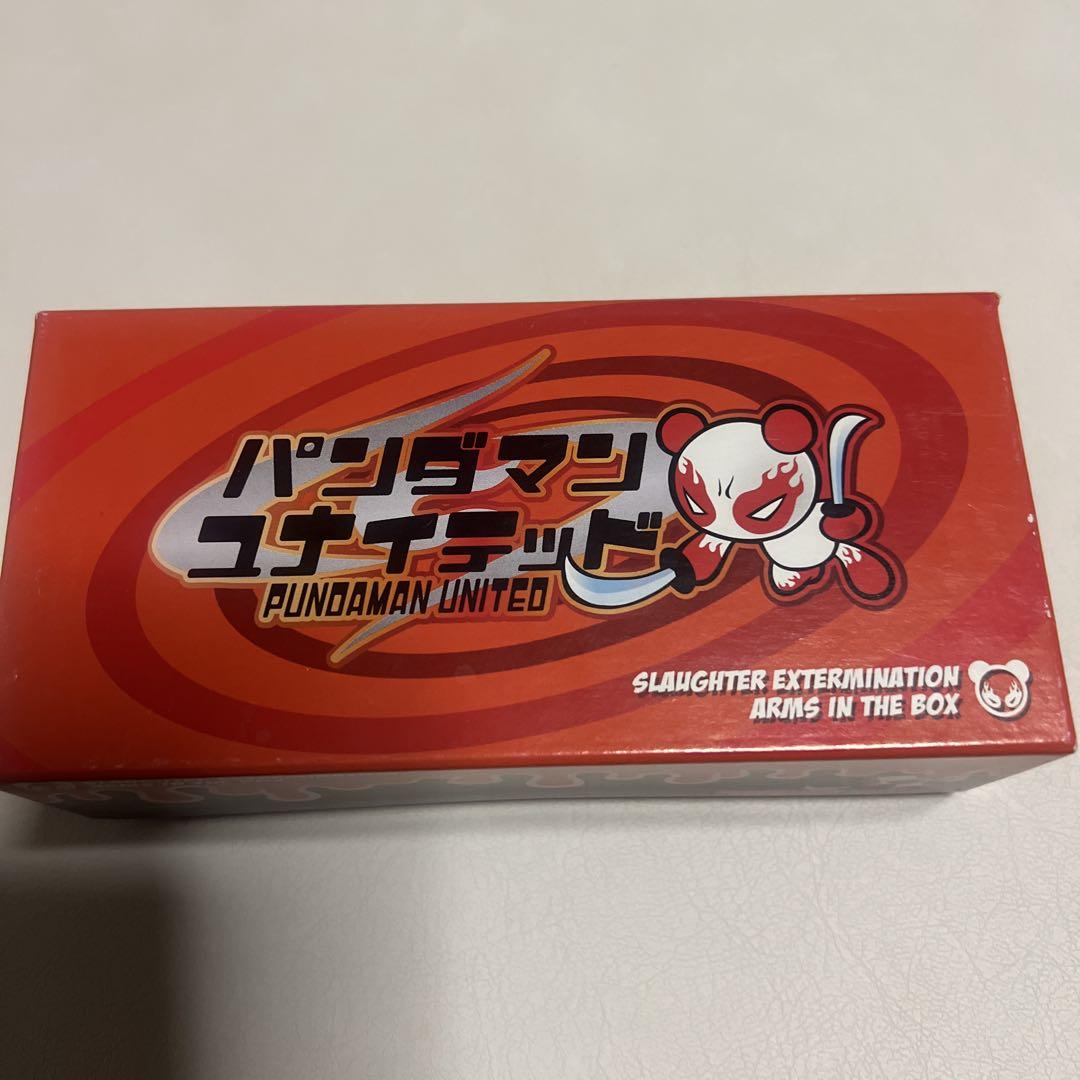 パンダマン
ユナイテッド
PUNDAMAN UNITED
SLAUGHTER EXTERMINATION
ARMS IN THE BOX